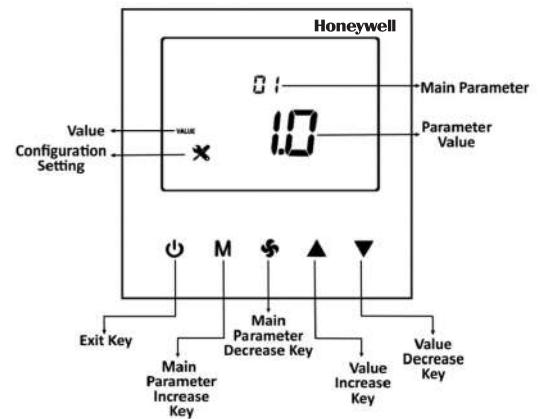 Honeywell
01
Main Parameter
Value
VALUE
1.0
Parameter
Value
Configuration
Setting
M
Exit Key
Main
Parameter
Increase
Key
Main
Parameter
Decrease Key
Value
Increase
Key
Value
Decrease
Key